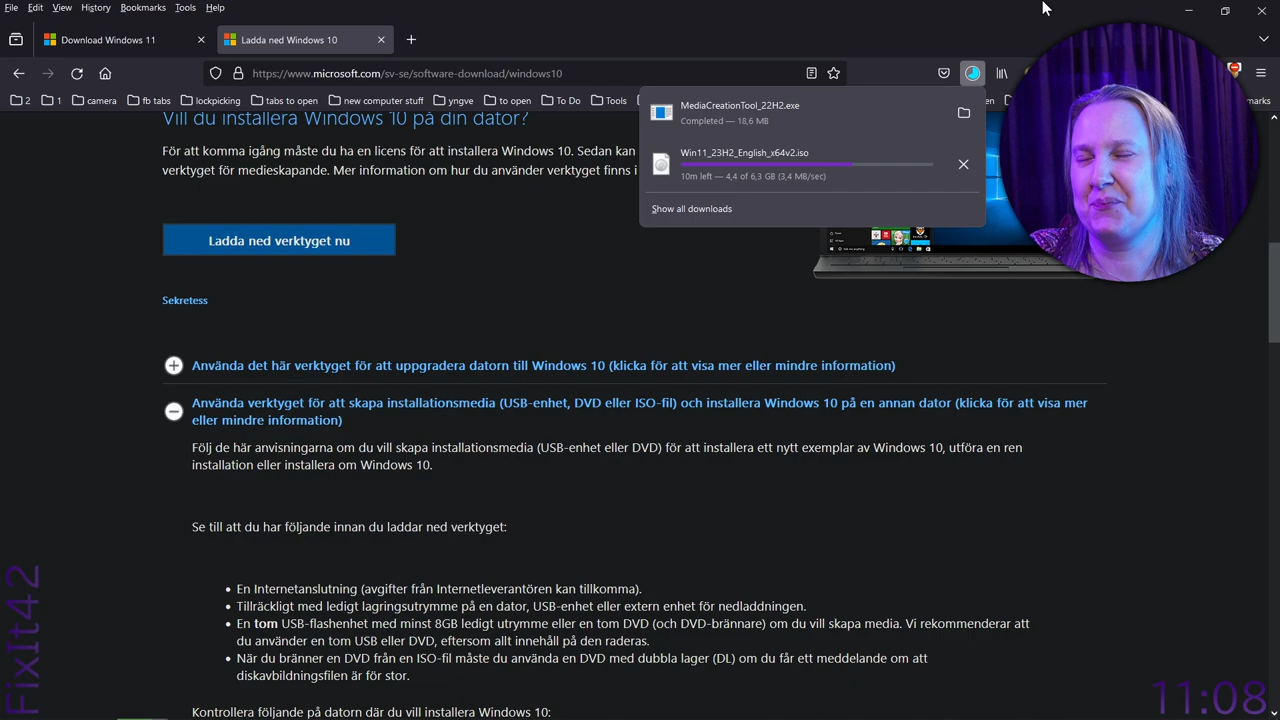 File Edit View History Bookmarks Tools Help
Download Windows 11
Ladda ned Windows 10
https://www.microsoft.com/sv-se/software-download/windows10
2 1 camera fb tabs lockpicking tabs to open new computer stuff yngve to open To Do Tools
MediaCreationTool_22H2.exe
Completed — 18,6 MB
Win11_23H2_English_x64v2.iso
10m left — 4,4 of 6,3 GB (3,4 MB/sec)
Show all downloads
Vill du installera Windows 10 på din dator?
För att komma igång måste du ha en licens för att installera Windows 10. Sedan kan
verktyget för medieskapande. Mer information om hur du använder verktyget finns i
Ladda ned verktyget nu
Sekretess
Använda det här verktyget för att uppgradera datorn till Windows 10 (klicka för att visa mer eller mindre information)
Använda verktyget för att skapa installationsmedia (USB-enhet, DVD eller ISO-fil) och installera Windows 10 på en annan dator (klicka för att visa mer
eller mindre information)
Följ de här anvisningarna om du vill skapa installationsmedia (USB-enhet eller DVD) för att installera ett nytt exemplar av Windows 10, utföra en ren
installation eller installera om Windows 10.
Se till att du har följande innan du laddar ned verktyget:
En Internetanslutning (avgifter från Internetleverantören kan tillkomma).
Tillräckligt med ledigt lagringsutrymme på en dator, USB-enhet eller extern enhet för nedladdningen.
En tom USB-flashenhet med minst 8GB ledigt utrymme eller en tom DVD (och DVD-brännare) om du vill skapa media. Vi rekommenderar att
du använder en tom USB eller DVD, eftersom allt innehåll på den raderas.
När du bränner en DVD från en ISO-fil måste du använda en DVD med dubbla lager (DL) om du får ett meddelande om att
diskavbildningsfilen är för stor.
Kontrollera följande på datorn där du vill installera Windows 10:
FixIt42
11:08